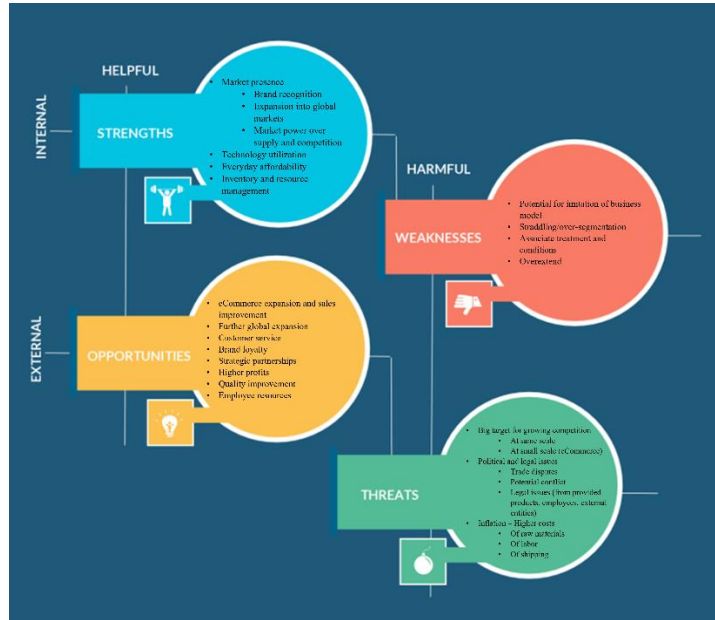 HELPFUL
INTERNAL
STRENGTHS
• Market presence
• Brand recognition
• Expansion into global
markets
• Market power over
supply and competition
• Technology utilization
• Everyday affordability
• Inventory and resource
management
HARMFUL
WEAKNESSES
• Potential for imitation of business
model
• Straddling/over-segmentation
• Associate treatment and
conditions
• Overextend
EXTERNAL
OPPORTUNITIES
• eCommerce expansion and sales
improvement
• Further global expansion
• Customer service
• Brand loyalty
• Strategic partnerships
• Higher profits
• Quality improvement
• Employee resources
THREATS
• Big target for growing competition
• At same scale
• At small scale (eCommerce)
• Political and legal issues
• Trade disputes
• Potential conflict
• Legal issues (from provided
products, employees, external
entities)
• Inflation – Higher costs
• Of raw materials
• Of labor
• Of shipping